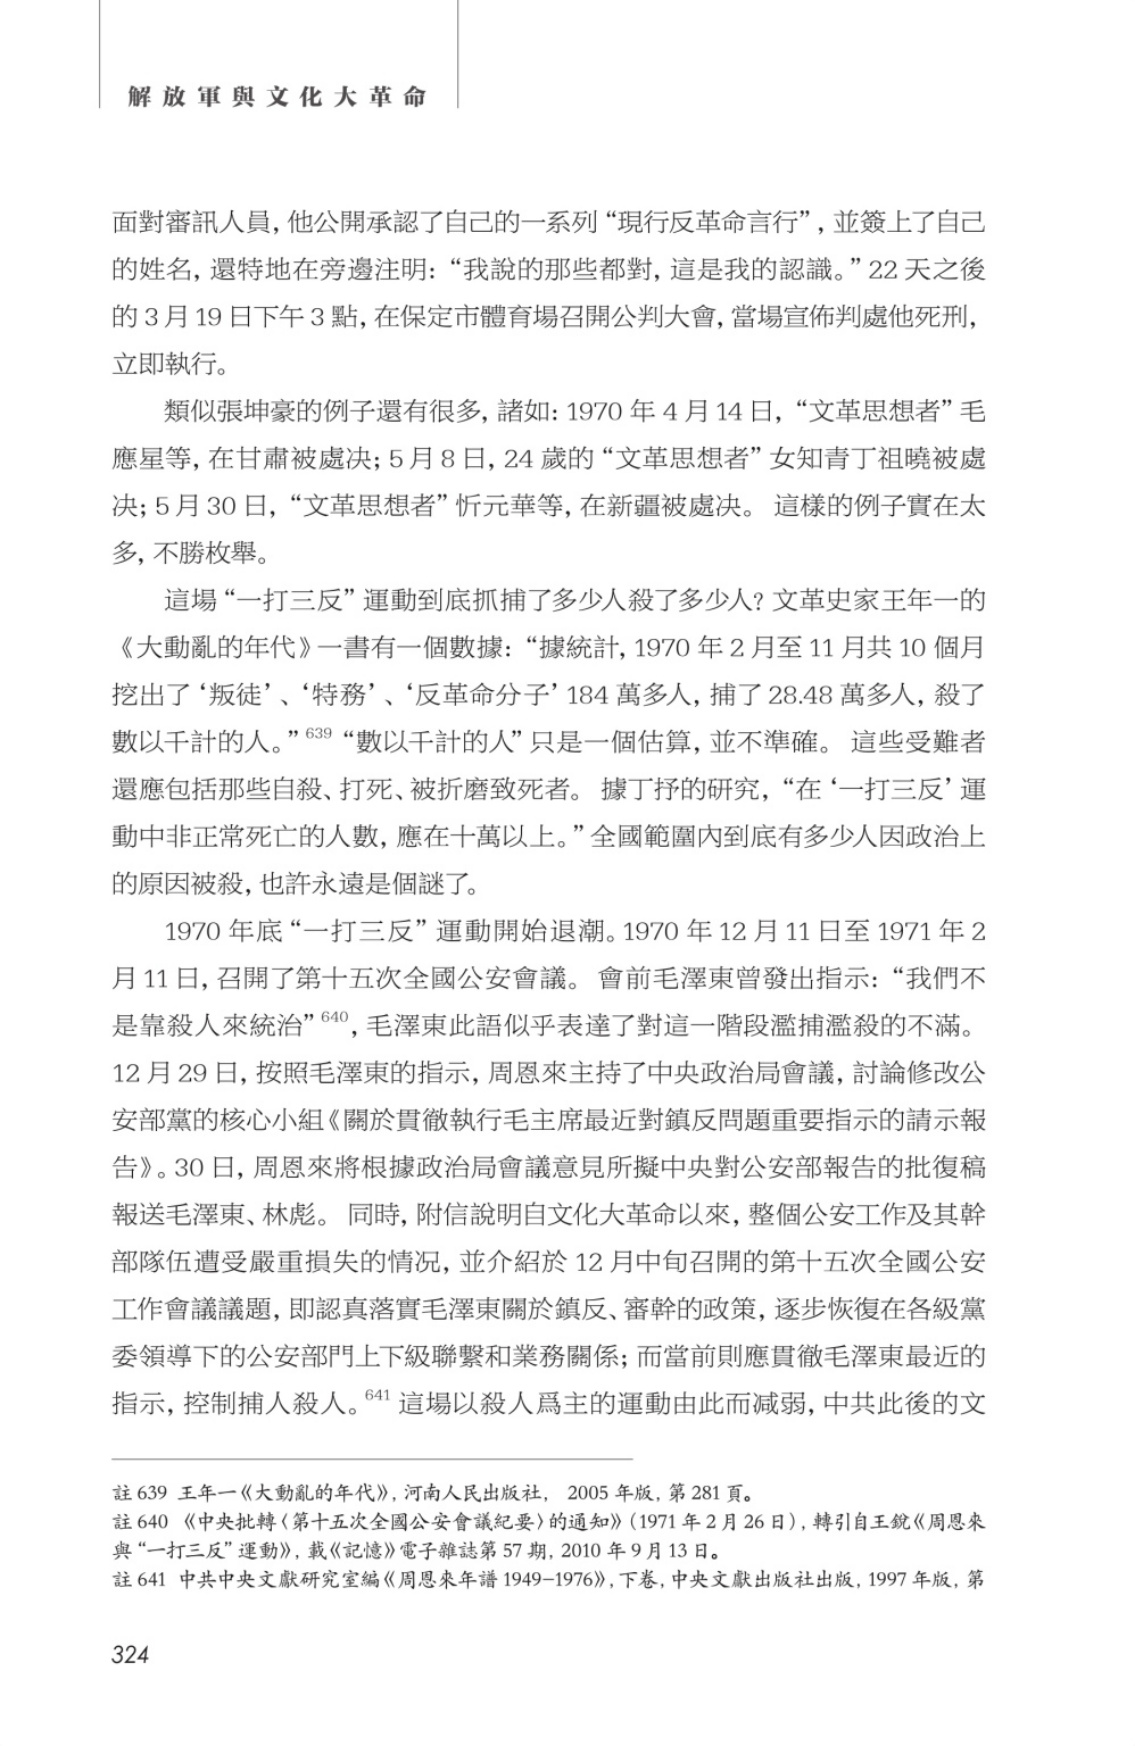 解放軍與文化大革命
面對審訊人員，他公開承認了自己的一系列“現行反革命言行”，並簽上了自己
的姓名，還特地在旁邊注明：“我說的那些都對，這是我的認識。”22 天之後
的 3 月 19 日下午 3 點，在保定市體育場召開公判大會，當場宣佈判處他死刑，
立即執行。
類似張坤豪的例子還有很多，諸如：1970 年 4 月 14 日，“文革思想者”毛
應星等，在甘肅被處決；5 月 8 日，24 歲的“文革思想者”女知青丁祖曉被處
決；5 月 30 日，“文革思想者”忻元華等，在新疆被處決。 這樣的例子實在太
多，不勝枚舉。
這場“一打三反”運動到底抓捕了多少人殺了多少人？文革史家王年一的
《大動亂的年代》一書有一個數據：“據統計，1970 年 2 月至 11 月共 10 個月
挖出了‘叛徒’、‘特務’、‘反革命分子’184 萬多人，捕了 28.48 萬多人，殺了
數以千計的人。”639 “數以千計的人”只是一個估算，並不準確。 這些受難者
還應包括那些自殺、打死、被折磨致死者。 據丁抒的研究，“在‘一打三反’運
動中非正常死亡的人數，應在十萬以上。”全國範圍內到底有多少人因政治上
的原因被殺，也許永遠是個謎了。
1970 年底“一打三反”運動開始退潮。1970 年 12 月 11 日至 1971 年 2
月 11 日，召開了第十五次全國公安會議。 會前毛澤東曾發出指示：“我們不
是靠殺人來統治”640，毛澤東此語似乎表達了對這一階段濫捕濫殺的不滿。
12 月 29 日，按照毛澤東的指示，周恩來主持了中央政治局會議，討論修改公
安部黨的核心小組《關於貫徹執行毛主席最近對鎮反問題重要指示的請示報
告》。30 日，周恩來將根據政治局會議意見所擬中央對公安部報告的批復稿
報送毛澤東、林彪。 同時，附信說明自文化大革命以來，整個公安工作及其幹
部隊伍遭受嚴重損失的情况，並介紹於 12 月中旬召開的第十五次全國公安
工作會議議題，即認真落實毛澤東關於鎮反、審幹的政策，逐步恢復在各級黨
委領導下的公安部門上下級聯繫和業務關係；而當前則應貫徹毛澤東最近的
指示，控制捕人殺人。641 這場以殺人爲主的運動由此而减弱，中共此後的文
註 639 王年一《大動亂的年代》，河南人民出版社， 2005 年版，第 281 頁。
註 640 《中央批轉〈第十五次全國公安會議紀要〉的通知》（1971 年 2 月 26 日），轉引自王銳《周恩來
與“一打三反”運動》，載《記憶》電子雜誌第 57 期，2010 年 9 月 13 日。
註 641 中共中央文獻研究室編《周恩來年譜 1949–1976》，下卷，中央文獻出版社出版，1997 年版，第
324